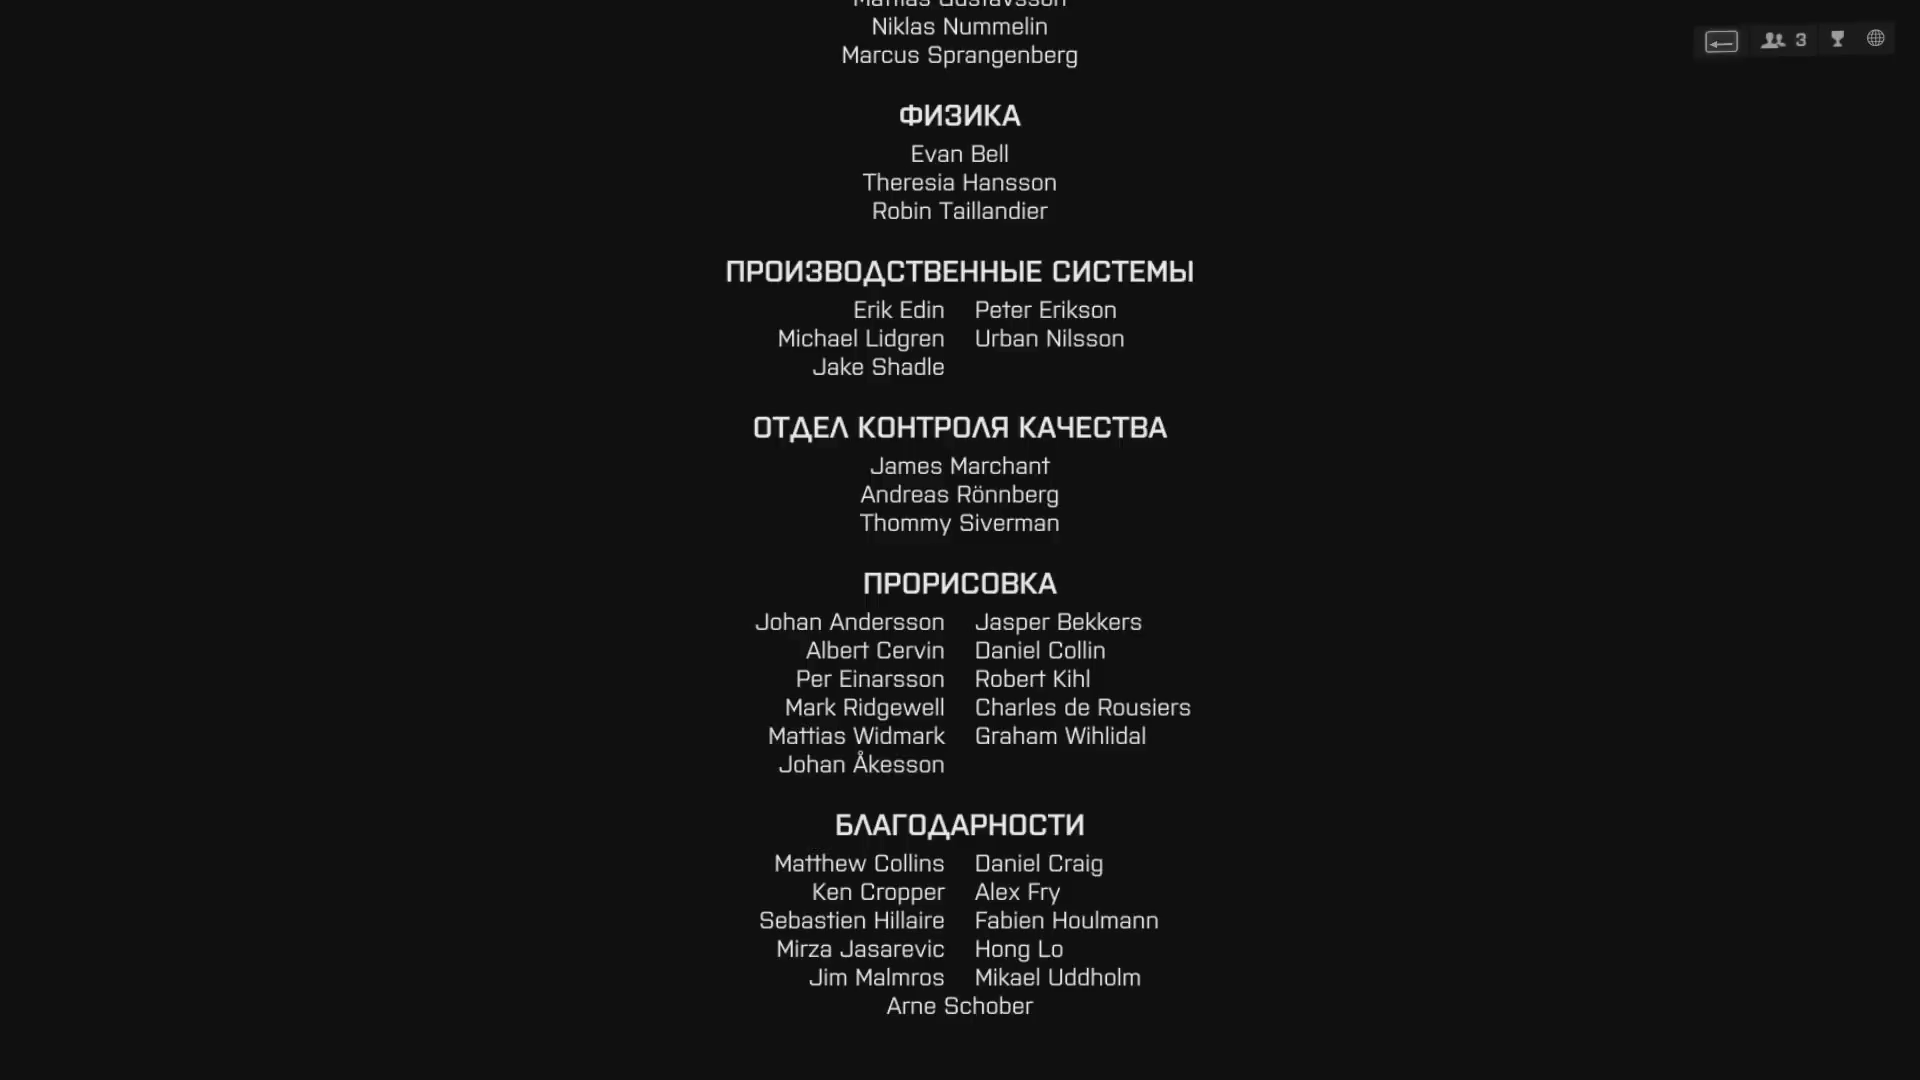 Mattias Gustavsson
Niklas Nummelin
Marcus Sprangenberg
3
ФИЗИКА
Evan Bell
Theresia Hansson
Robin Taillandier
ПРОИЗВОДСТВЕННЫЕ СИСТЕМЫ
Erik Edin Peter Erikson
Michael Lidgren Urban Nilsson
Jake Shadle
ОТДЕЛ КОНТРОЛЯ КАЧЕСТВА
James Marchant
Andreas Rönnberg
Thommy Siverman
ПРОРИСОВКА
Johan Andersson Jasper Bekkers
Albert Cervin Daniel Collin
Per Einarsson Robert Kihl
Mark Ridgewell Charles de Rousiers
Mattias Widmark Graham Wihlidal
Johan Åkesson
БЛАГОДАРНОСТИ
Matthew Collins Daniel Craig
Ken Cropper Alex Fry
Sebastien Hillaire Fabien Houlmann
Mirza Jasarevic Hong Lo
Jim Malmros Mikael Uddholm
Arne Schober